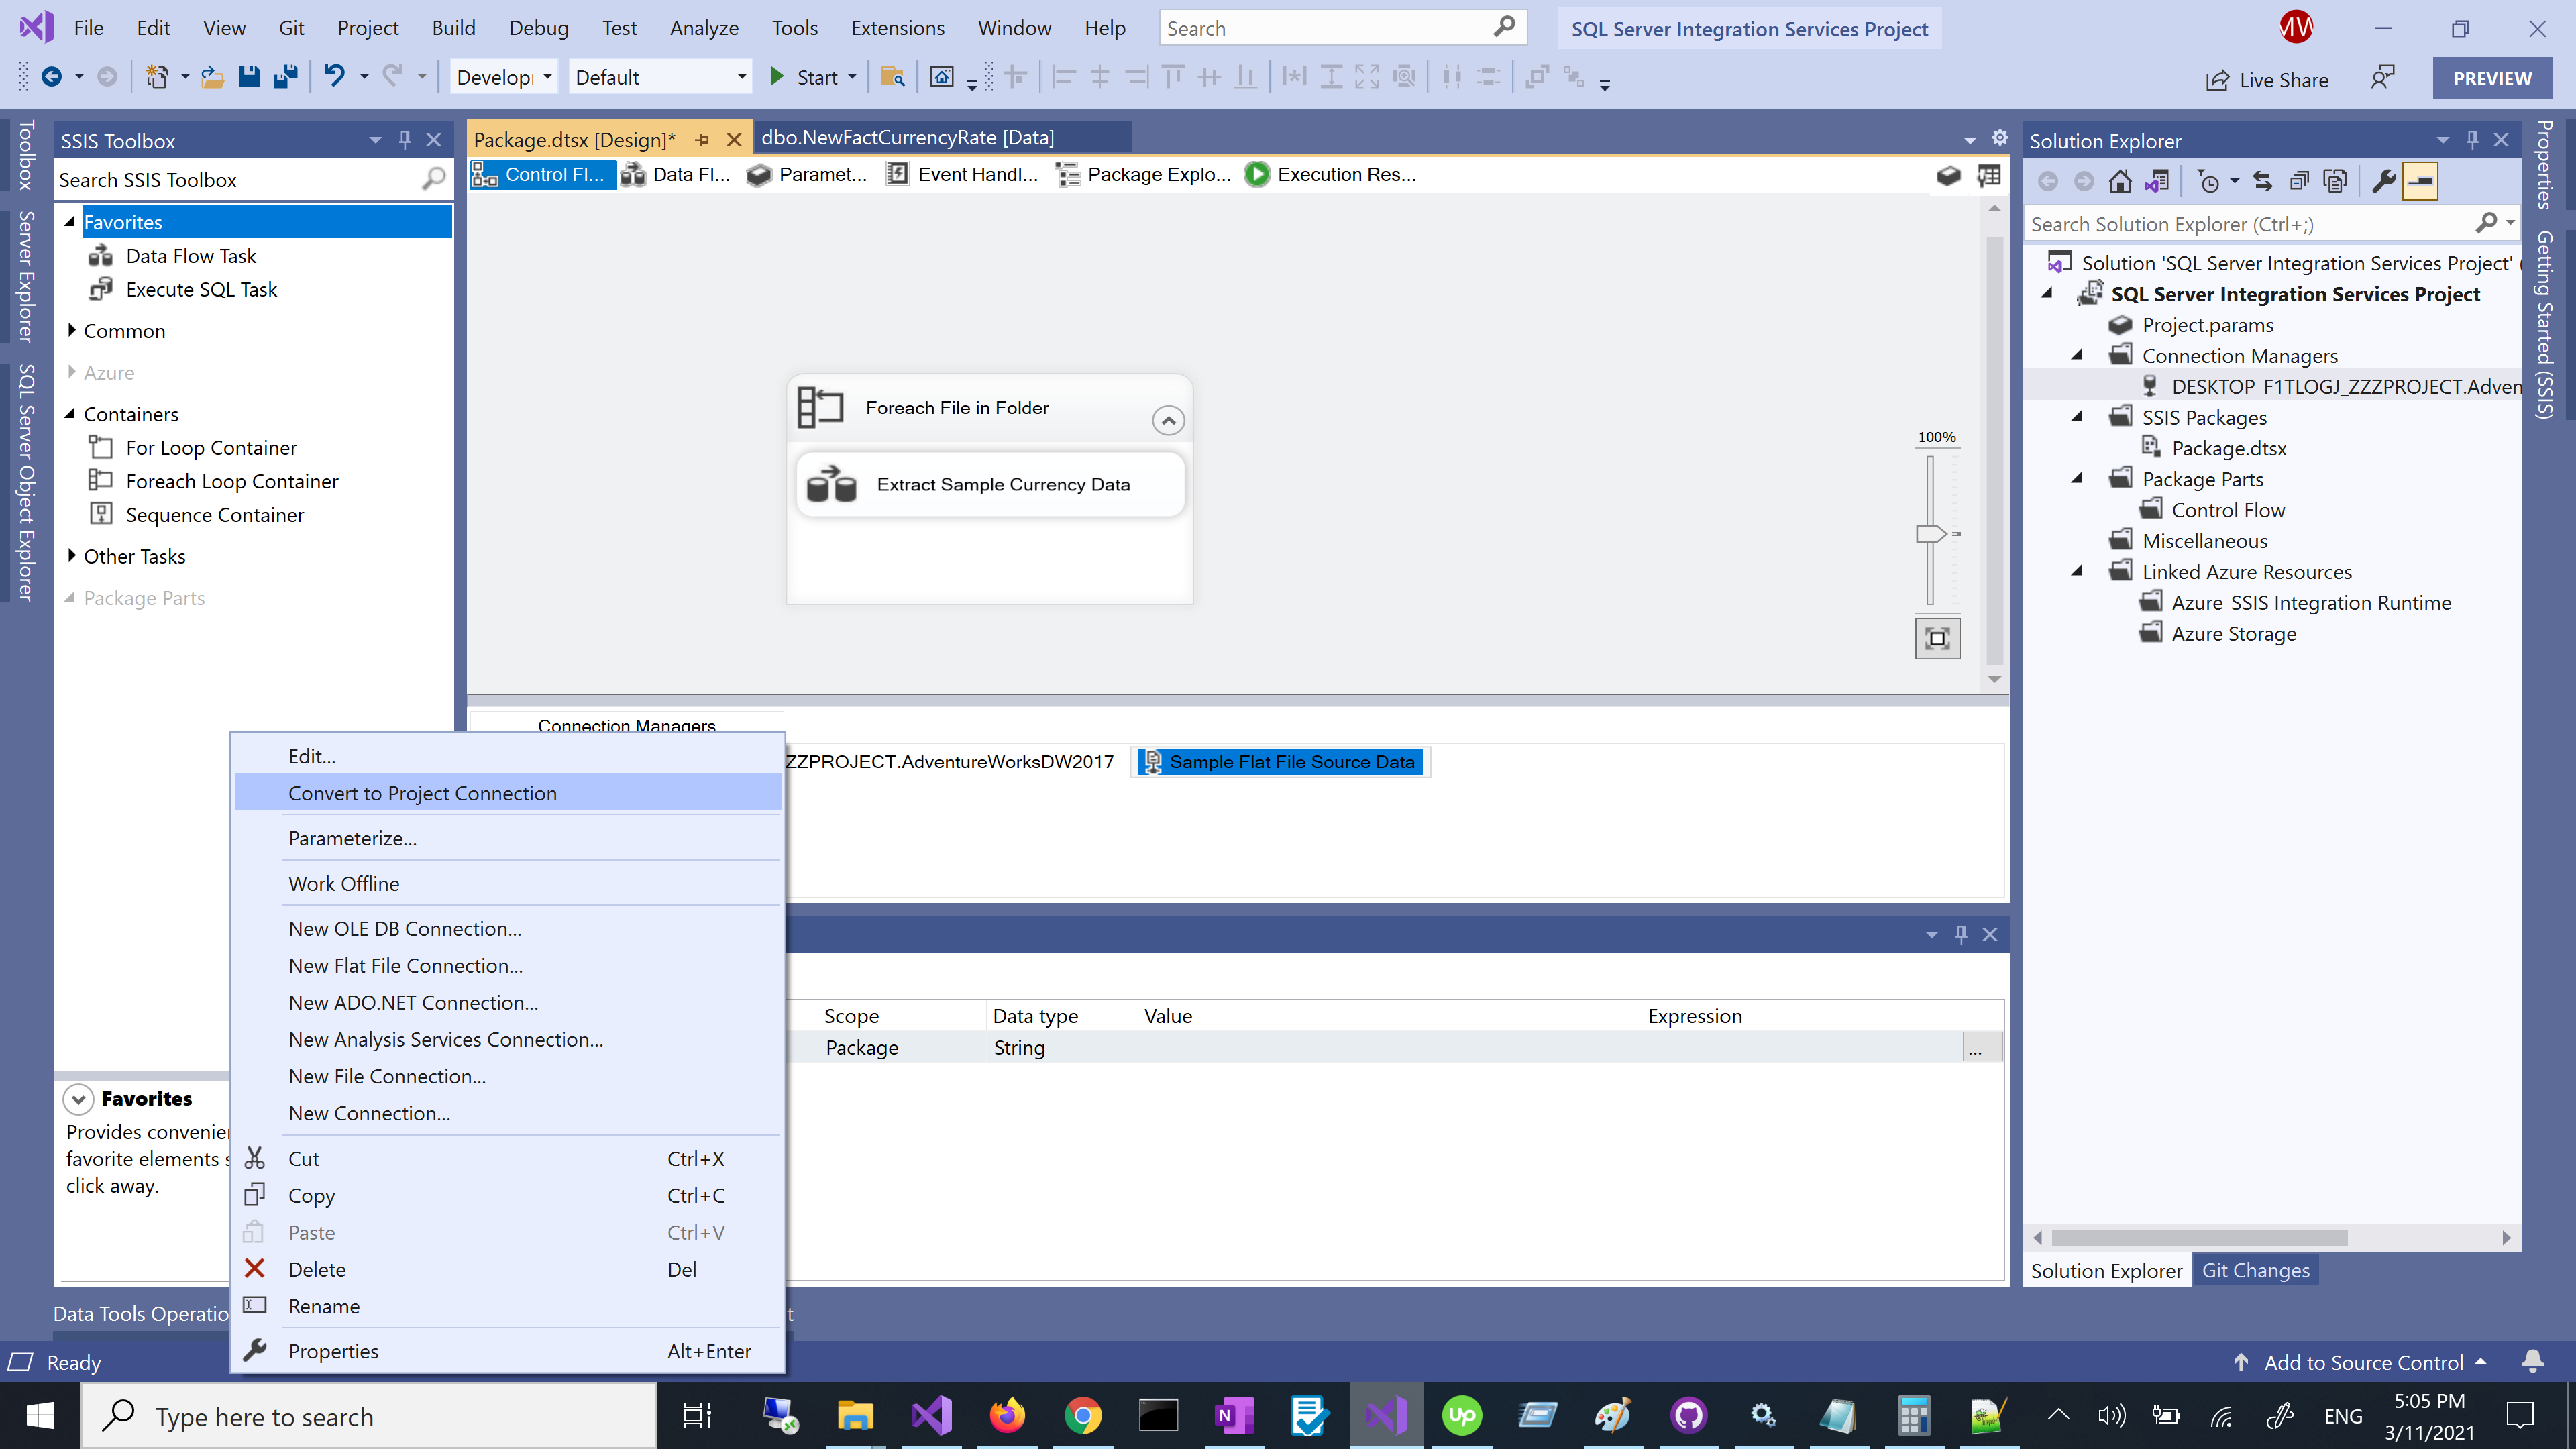 File Edit View Git Project Build Debug Test Analyze Tools Extensions Window Help Search SQL Server Integration Services Project MW
Develop Default Start Live Share PREVIEW
Toolbox
Server Explorer
SQL Server Object Explorer
SSIS Toolbox
Search SSIS Toolbox
Favorites
Data Flow Task
Execute SQL Task
Common
Azure
Containers
For Loop Container
Foreach Loop Container
Sequence Container
Other Tasks
Package Parts
Package.dtsx [Design]* dbo.NewFactCurrencyRate [Data]
Control Fl... Data Fl... Paramet... Event Handl... Package Explo... Execution Res...
Foreach File in Folder
Extract Sample Currency Data
100%
Connection Managers
ZZPROJECT.AdventureWorksDW2017 Sample Flat File Source Data
Edit...
Convert to Project Connection
Parameterize...
Work Offline
New OLE DB Connection...
New Flat File Connection...
New ADO.NET Connection...
New Analysis Services Connection...
New File Connection...
New Connection...
Cut Ctrl+X
Copy Ctrl+C
Paste Ctrl+V
Delete Del
Rename
Properties Alt+Enter
Scope Data type Value Expression
Package String ...
Favorites
Provides convenier
favorite elements s
click away.
Data Tools Operatio
t
Solution Explorer
Search Solution Explorer (Ctrl+;)
Solution 'SQL Server Integration Services Project' (
SQL Server Integration Services Project
Project.params
Connection Managers
DESKTOP-F1TLOGJ_ZZZPROJECT.Adven
SSIS Packages
Package.dtsx
Package Parts
Control Flow
Miscellaneous
Linked Azure Resources
Azure-SSIS Integration Runtime
Azure Storage
Solution Explorer Git Changes
Properties
Getting Started (SSIS)
Ready Add to Source Control
Type here to search N Up ENG 5:05 PM
3/11/2021